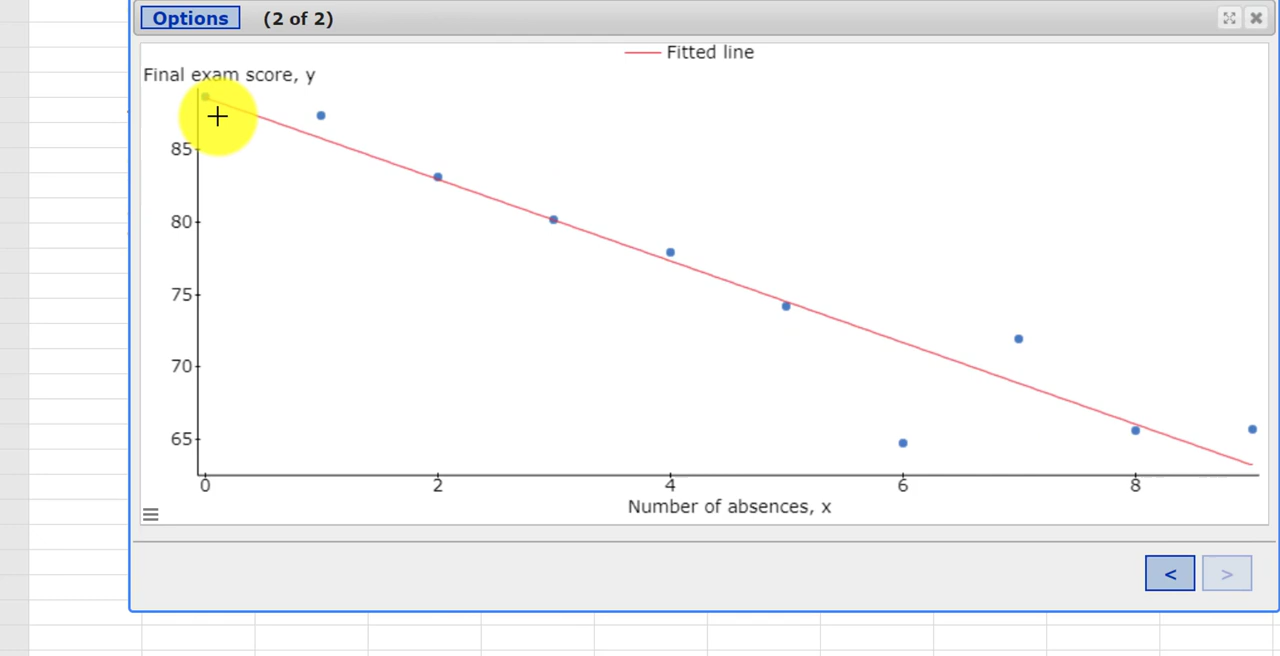 Options (2 of 2)
Fitted line
Final exam score, y
85
80
75
70
65
0 2 4 6 8
Number of absences, x
< >